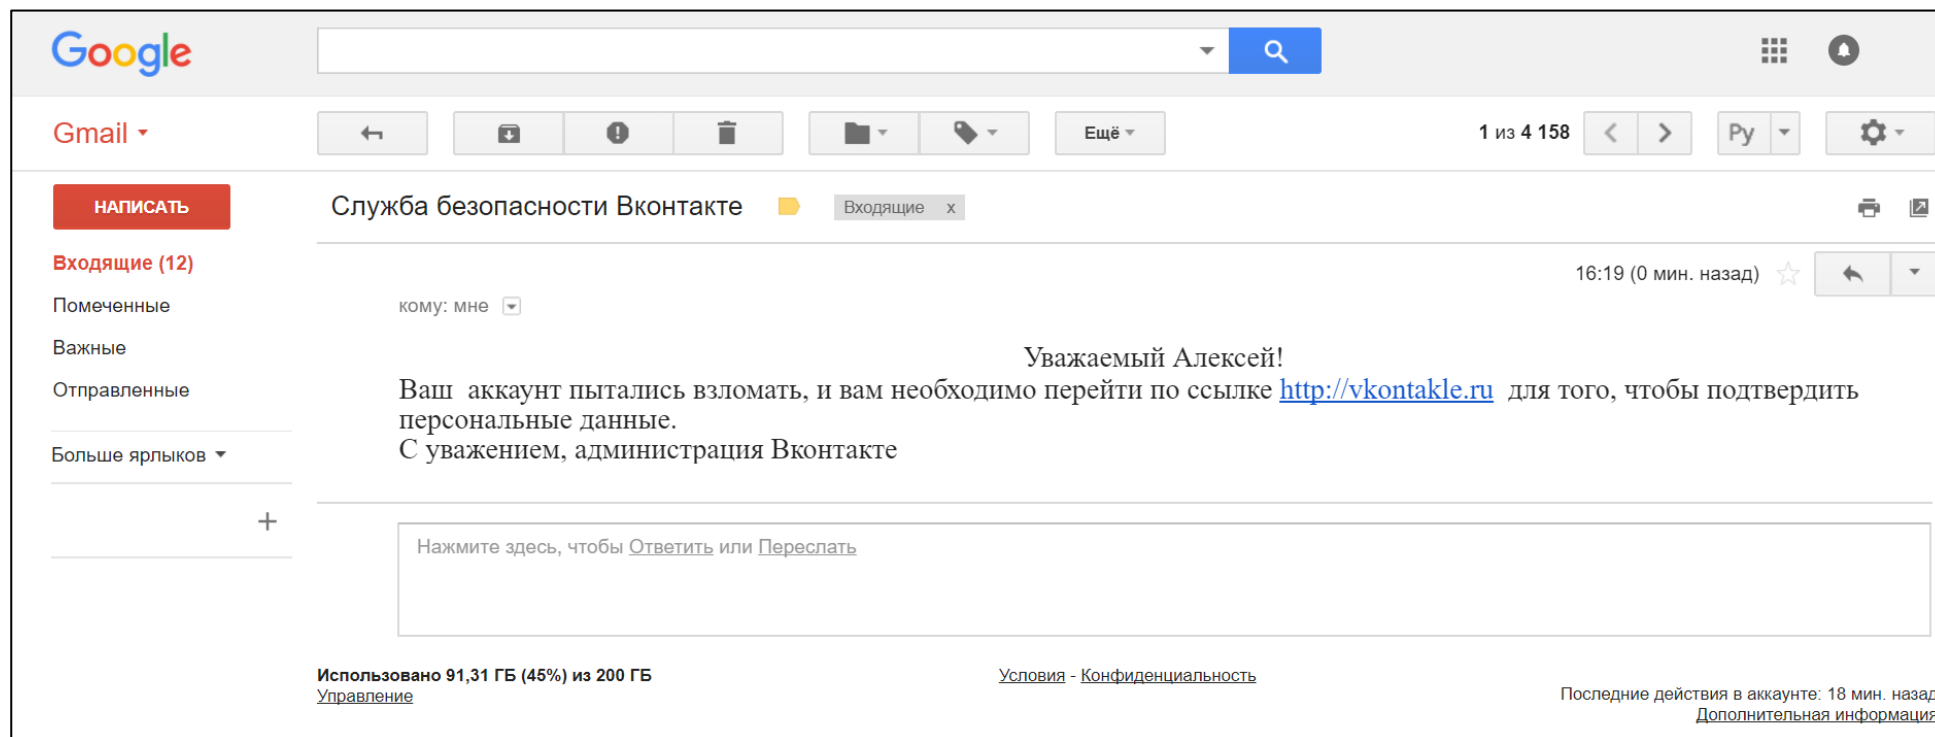 Google
Gmail
Ещё
1 из 4 158
Ру
НАПИСАТЬ
Служба безопасности Вконтакте
Входящие x
Входящие (12)
16:19 (0 мин. назад)
Помеченные
кому: мне
Важные
Отправленные
Уважаемый Алексей!
Ваш аккаунт пытались взломать, и вам необходимо перейти по ссылке http://vkontakle.ru для того, чтобы подтвердить
персональные данные.
С уважением, администрация Вконтакте
Больше ярлыков
Нажмите здесь, чтобы Ответить или Переслать
Использовано 91,31 ГБ (45%) из 200 ГБ
Управление
Условия - Конфиденциальность
Последние действия в аккаунте: 18 мин. назад
Дополнительная информация